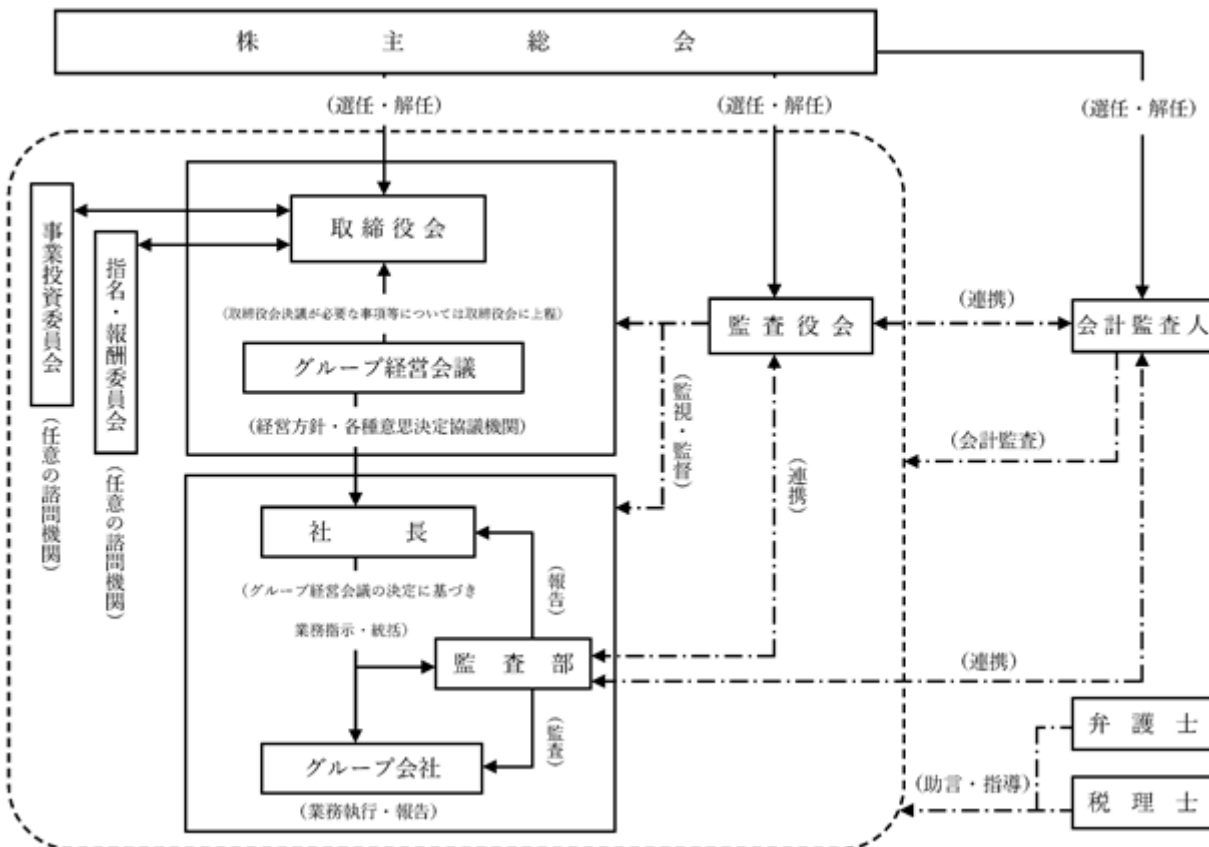 株主総会
(選任・解任)
(選任・解任)
(選任・解任)
事業投資委員会
(任意の諮問機関)
指名・報酬委員会
(任意の諮問機関)
取締役会
(取締役会決議が必要な事項等については取締役会に上程)
グループ経営会議
(経営方針・各種意思決定協議機関)
監査役会
(連携)
会計監査人
(監視・監督)
(連携)
(会計監査)
社長
(グループ経営会議の決定に基づき
業務指示・統括)
(報告)
監査部
(連携)
(監査)
グループ会社
(業務執行・報告)
弁護士
(助言・指導)
税理士